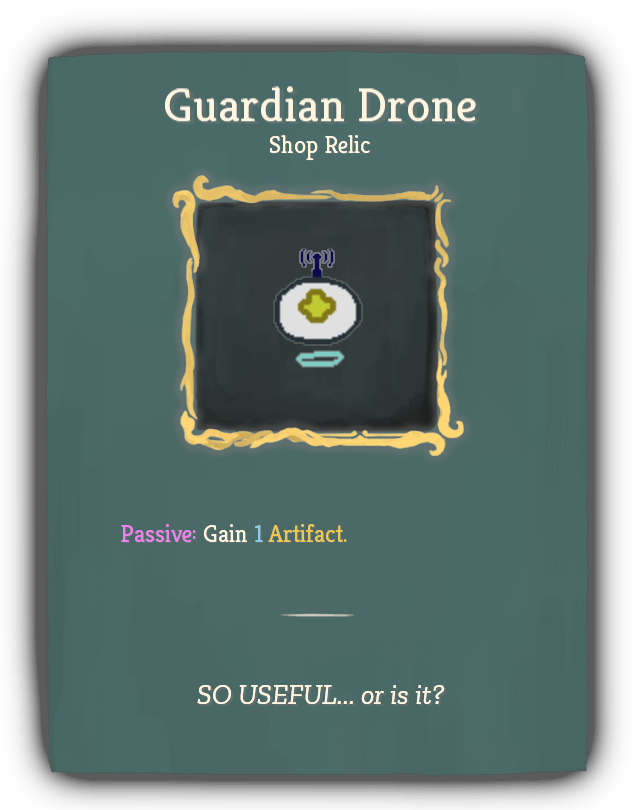 Guardian Drone
Shop Relic
Passive: Gain 1 Artifact.
SO USEFUL... or is it?